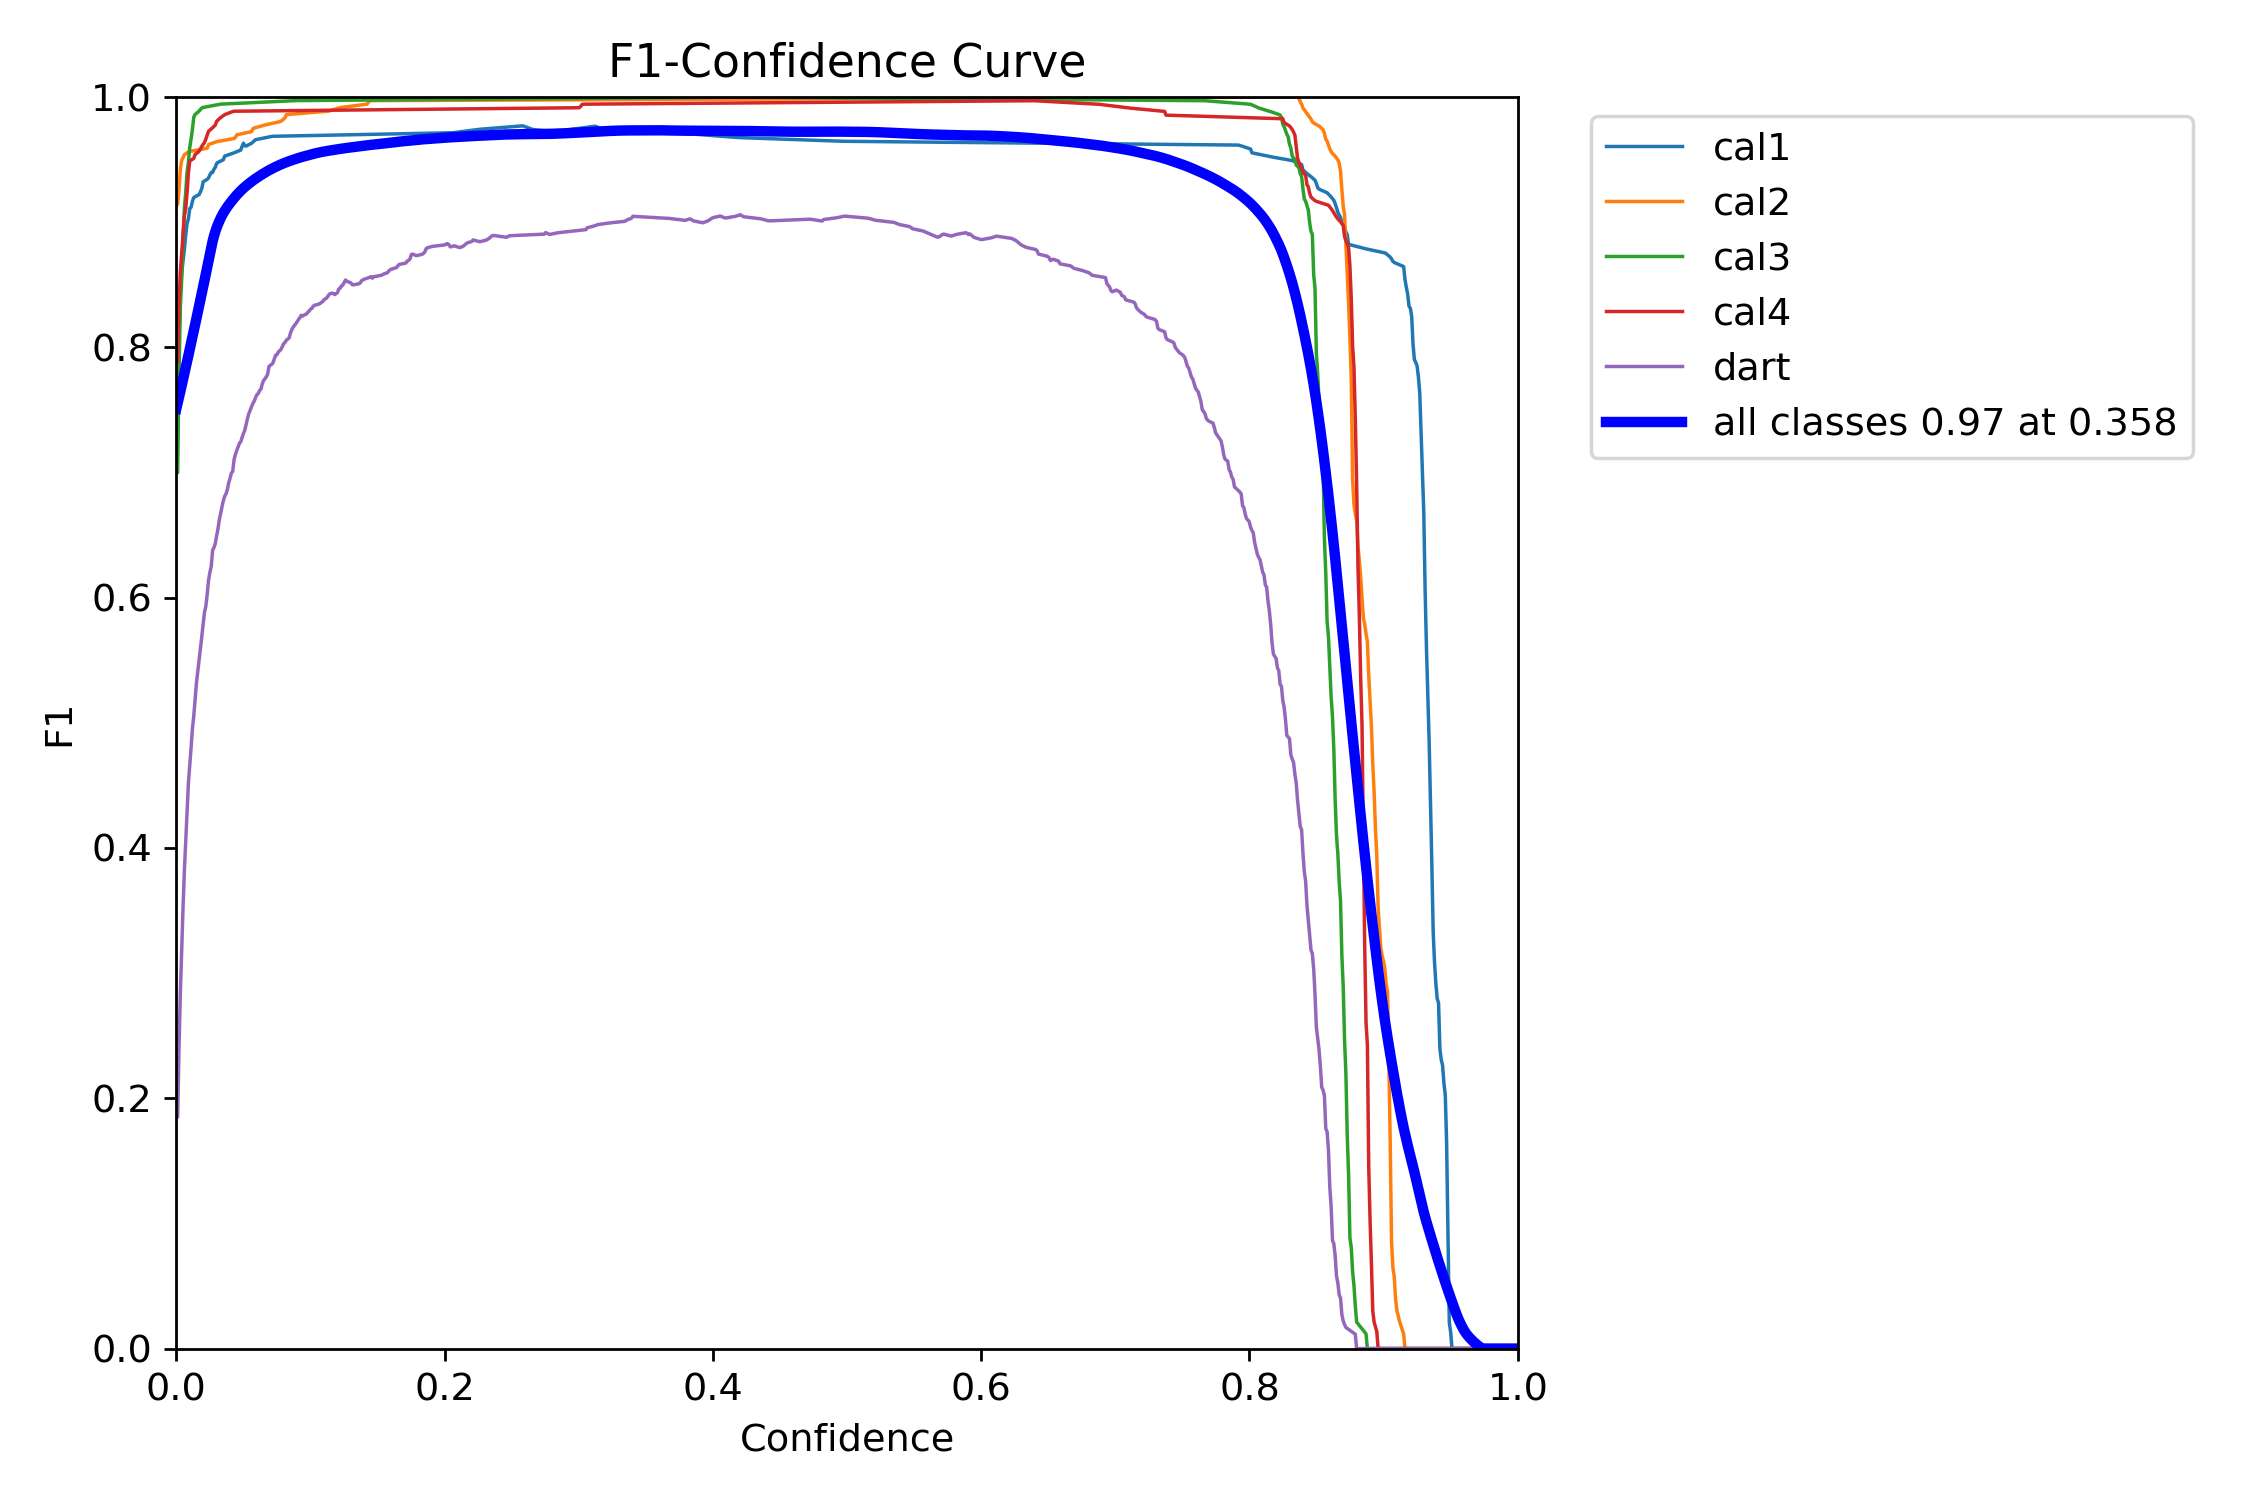 F1-Confidence Curve
1.0
0.8
0.6
0.4
0.2
0.0
F1
0.0 0.2 0.4 0.6 0.8 1.0
Confidence
cal1
cal2
cal3
cal4
dart
all classes 0.97 at 0.358